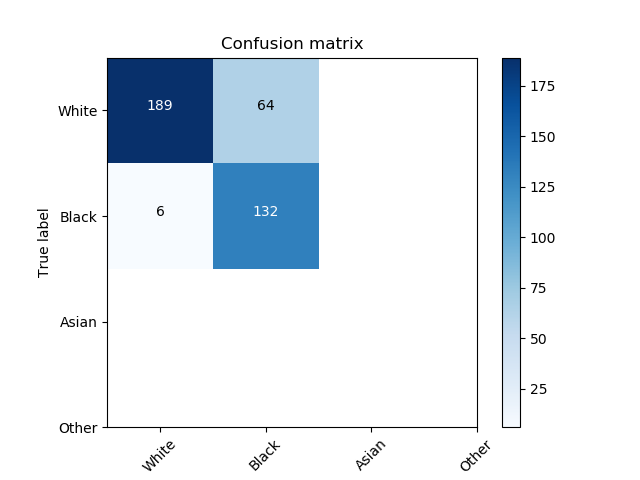 Confusion matrix
White 189 64
175
150
Black 6 132
125
True label
100
Asian
75
50
25
Other
White Black Asian Other